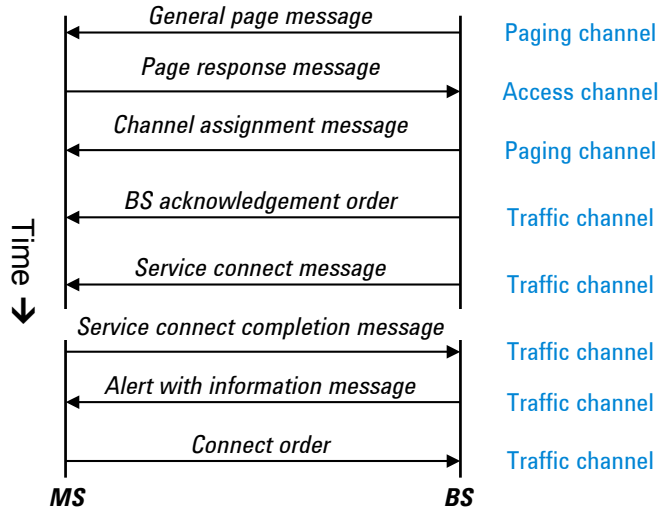 General page message
Paging channel
Page response message
Access channel
Channel assignment message
Paging channel
BS acknowledgement order
Traffic channel
Service connect message
Traffic channel
Time →
Service connect completion message
Traffic channel
Alert with information message
Traffic channel
Connect order
Traffic channel
MS
BS